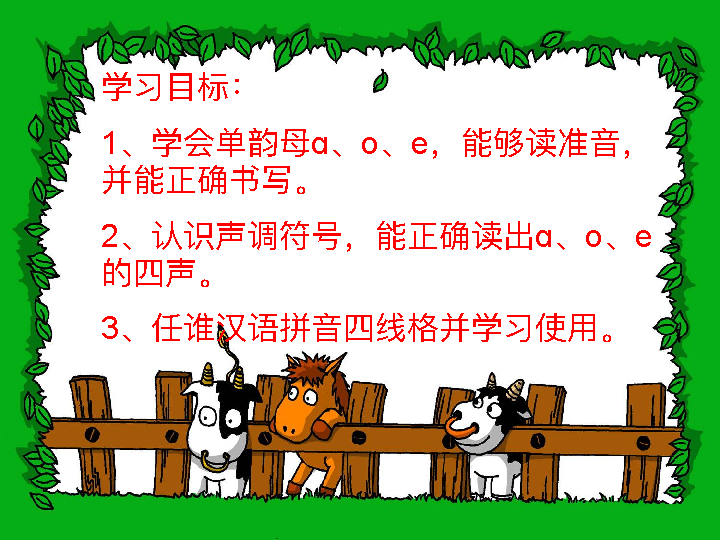 学习目标：
1、学会单韵母ɑ、o、e，能够读准音，
并能正确书写。
2、认识声调符号，能正确读出ɑ、o、e
的四声。
3、任谁汉语拼音四线格并学习使用。